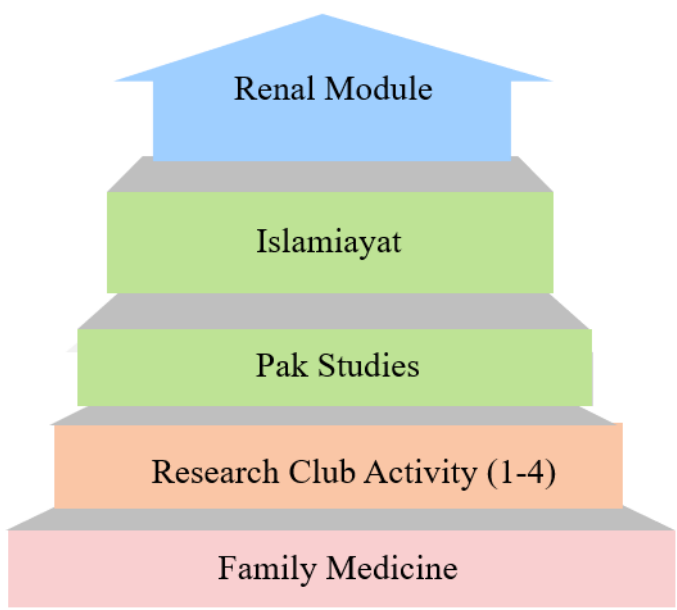 Renal Module
Islamiayat
Pak Studies
Research Club Activity (1-4)
Family Medicine